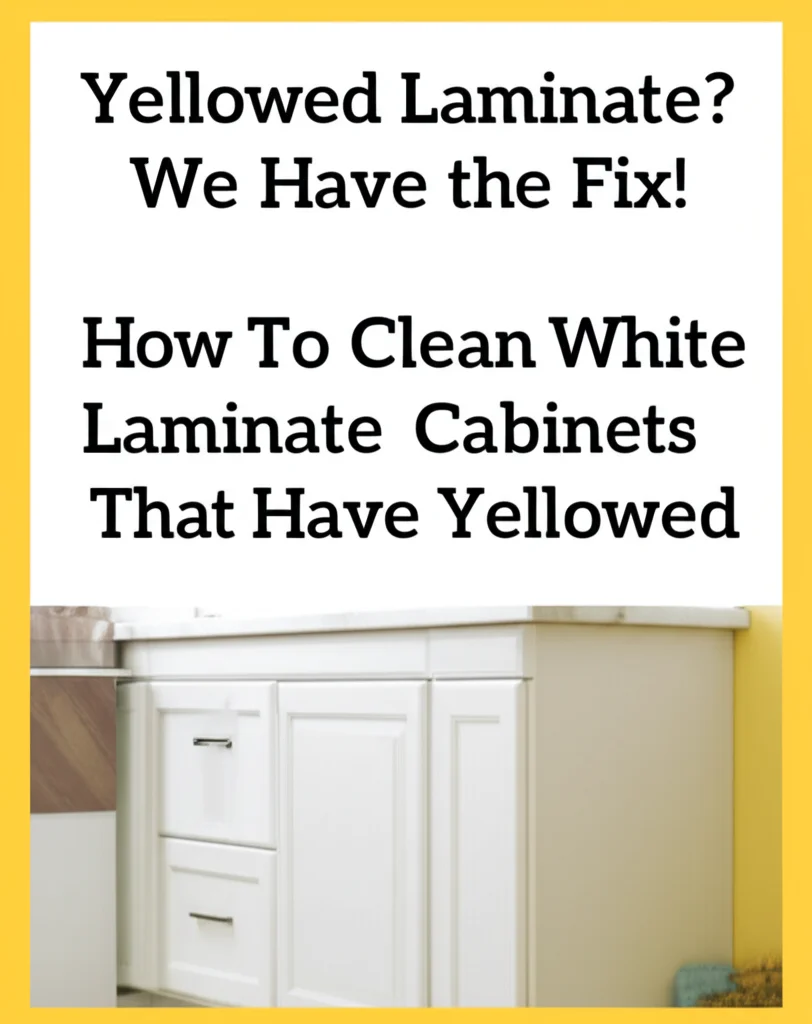 Yellowed Laminate?
We Have the Fix!
How To Clean White
Laminate Cabinets
That Have Yellowed